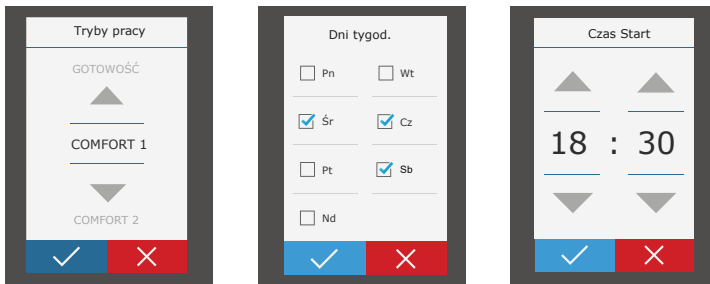 Tryby pracy
GOTOWOŚĆ
COMFORT 1
COMFORT 2
Dni tygod.
Pn Wt
Śr Cz
Pt Sb
Nd
Czas Start
18 : 30